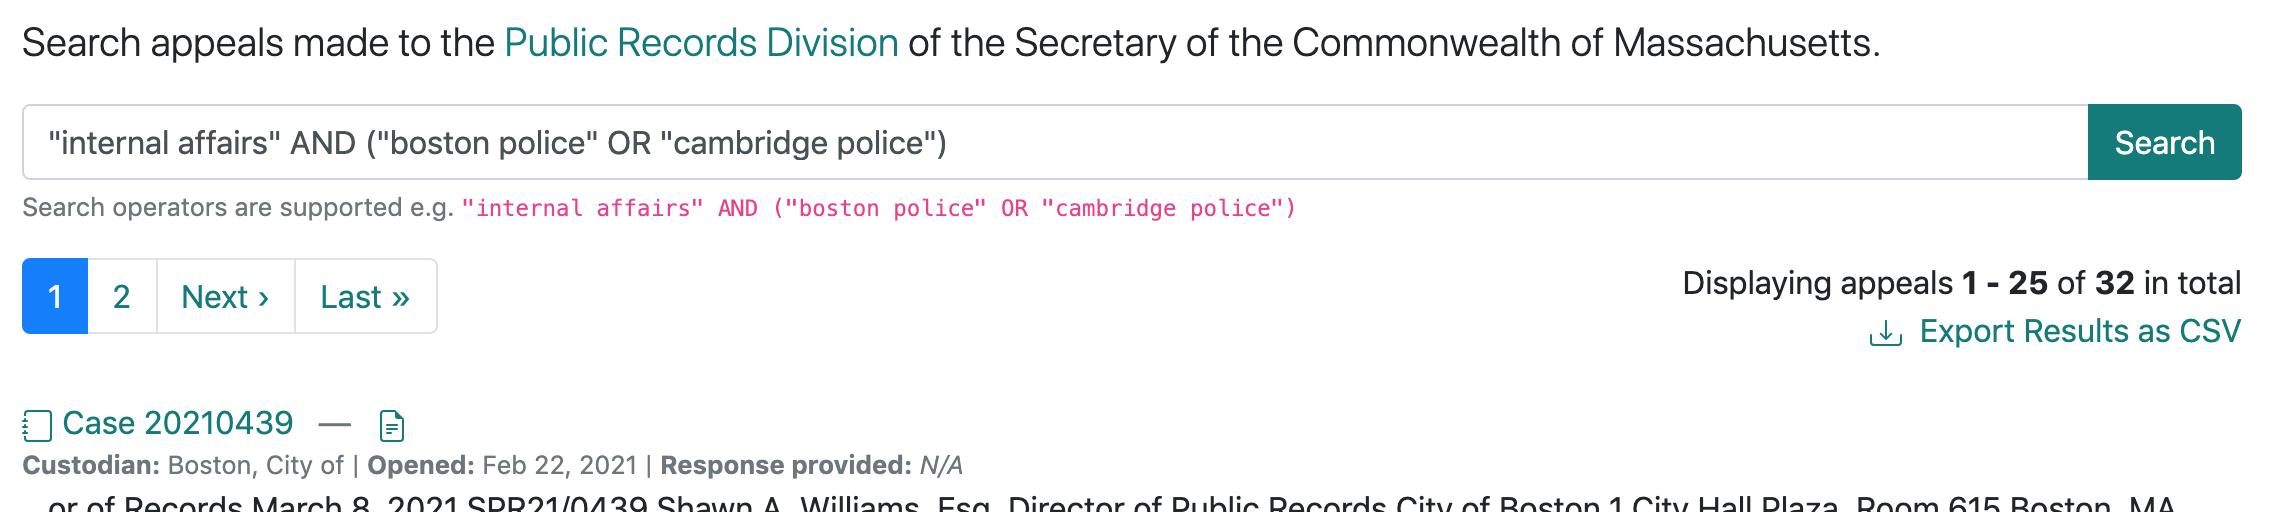 Search appeals made to the Public Records Division of the Secretary of the Commonwealth of Massachusetts.
"internal affairs" AND ("boston police" OR "cambridge police")
Search
Search operators are supported e.g. "internal affairs" AND ("boston police" OR "cambridge police")
1 2 Next › Last »
Displaying appeals 1 - 25 of 32 in total
Export Results as CSV
Case 20210439 —
Custodian: Boston, City of | Opened: Feb 22, 2021 | Response provided: N/A
or of Records March 8, 2021 SPR21/0439 Shawn A. Williams, Esq. Director of Public Records City of Boston 1 City Hall Plaza, Room 615 Boston, MA